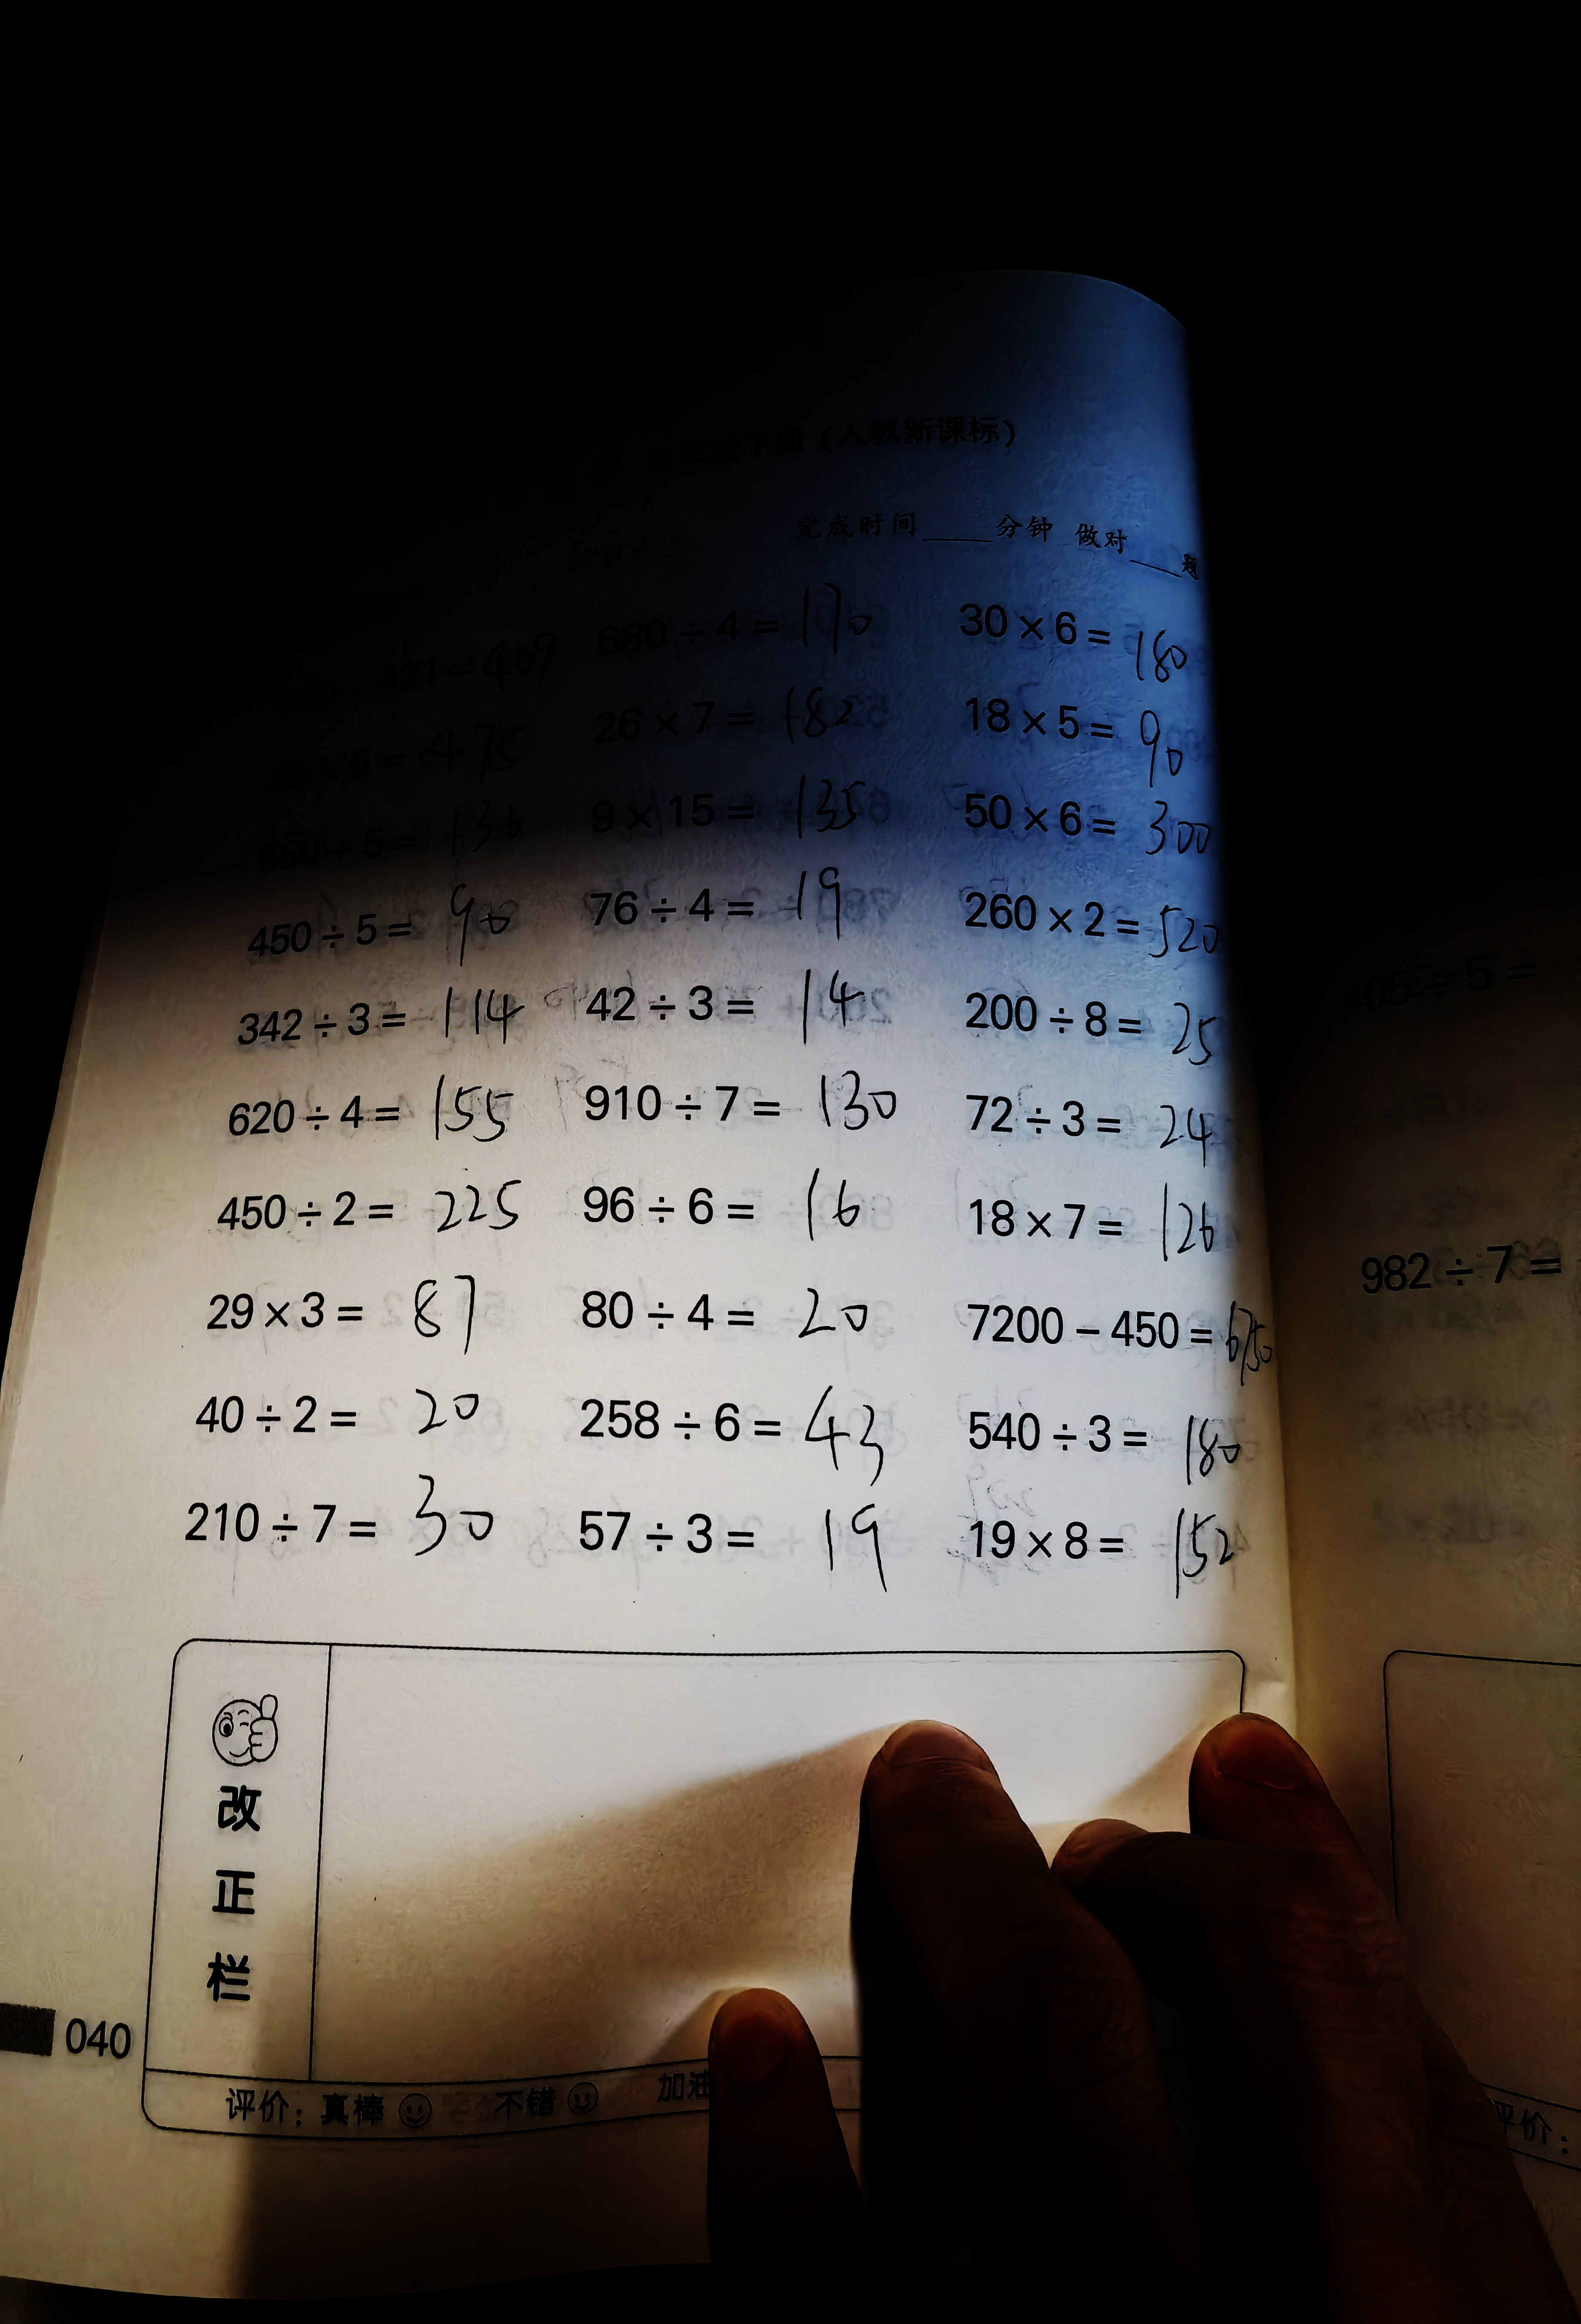 三年级下册（人教新课标）
完成时间____分钟 做对___题
- 421 = 409 680 ÷ 4 = 170 30 × 6 = 180
95 × 5 = 475 26 × 7 = 182 18 × 5 = 90
680 ÷ 5 = 136 9 × 15 = 135 50 × 6 = 300
450 ÷ 5 = 90 76 ÷ 4 = 19 260 × 2 = 520
342 ÷ 3 = 114 42 ÷ 3 = 14 200 ÷ 8 = 25
620 ÷ 4 = 155 910 ÷ 7 = 130 72 ÷ 3 = 24
450 ÷ 2 = 225 96 ÷ 6 = 16 18 × 7 = 126
29 × 3 = 87 80 ÷ 4 = 20 7200 － 450 = 6750
40 ÷ 2 = 20 258 ÷ 6 = 43 540 ÷ 3 = 180
210 ÷ 7 = 30 57 ÷ 3 = 19 19 × 8 = 152
改正栏
评价：真棒 不错 加油
040
405 ÷ 5 =
982 ÷ 7 =
评价：